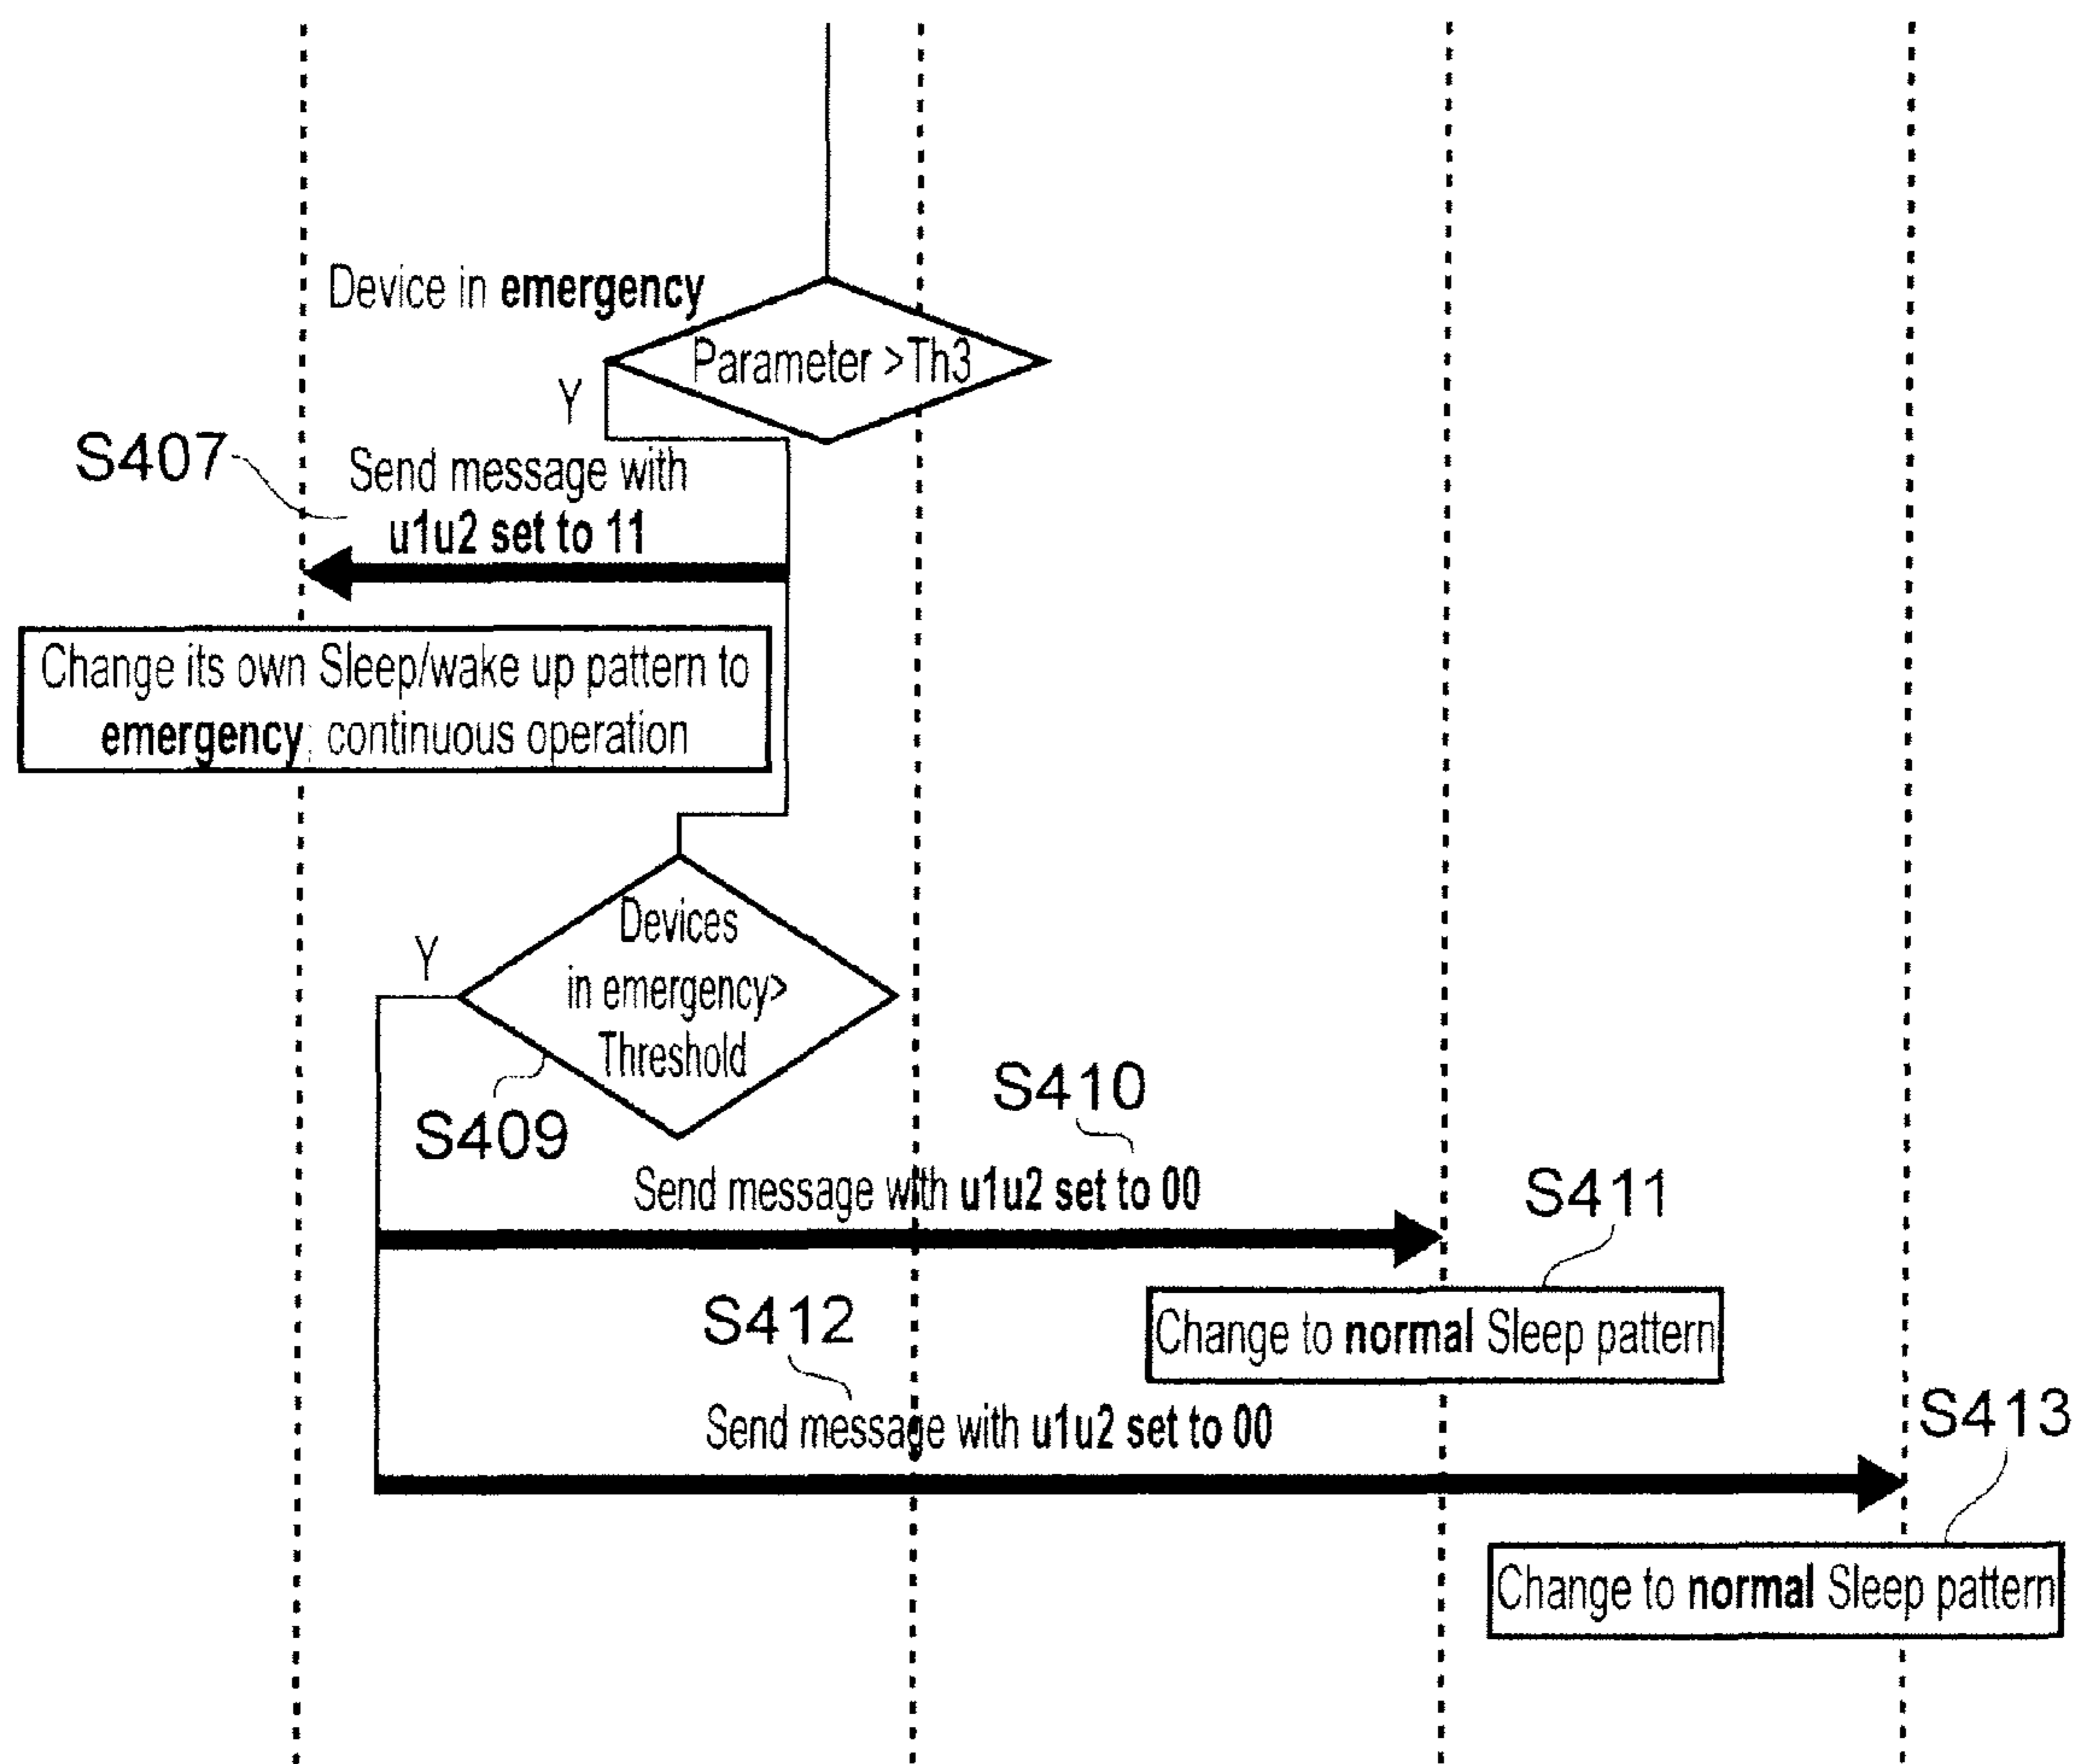 Device in emergency
Parameter >Th3
Y
S407
Send message with
u1u2 set to 11
Change its own Sleep/wake up pattern to
emergency; continuous operation
Y
Devices
in emergency>
Threshold
S409
S410
Send message with u1u2 set to 00
S411
Change to normal Sleep pattern
S412
Send message with u1u2 set to 00
S413
Change to normal Sleep pattern